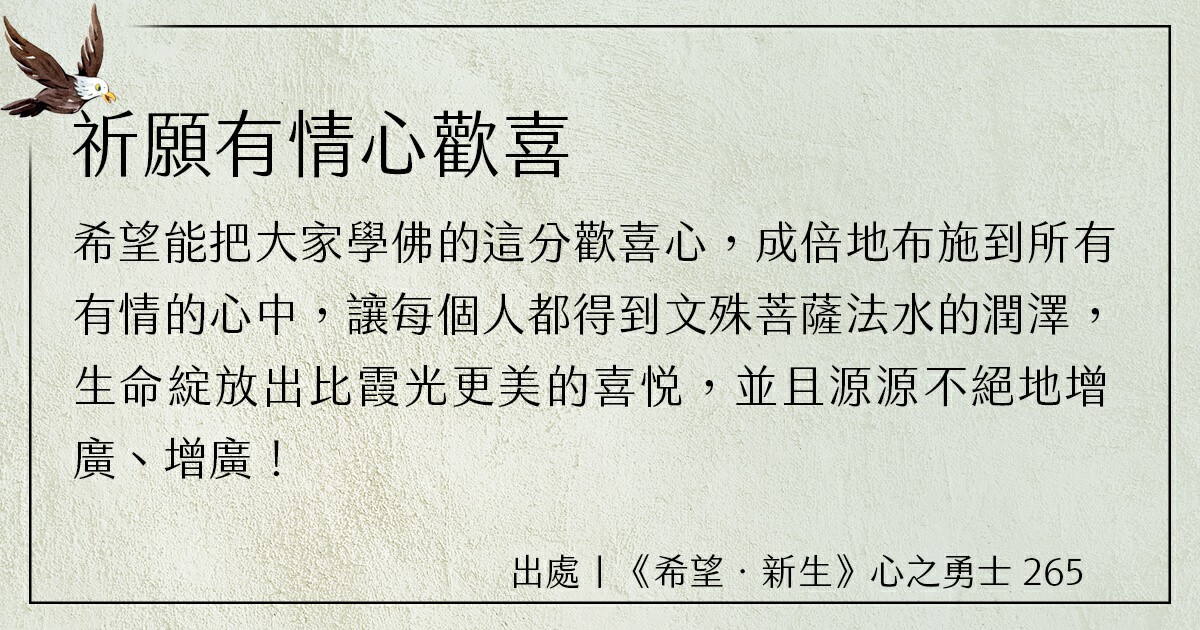 祈願有情心歡喜
希望能把大家學佛的這分歡喜心，成倍地布施到所有
有情的心中，讓每個人都得到文殊菩薩法水的潤澤，
生命綻放出比霞光更美的喜悅，並且源源不絕地增
廣、增廣！
出處｜《希望．新生》心之勇士 265